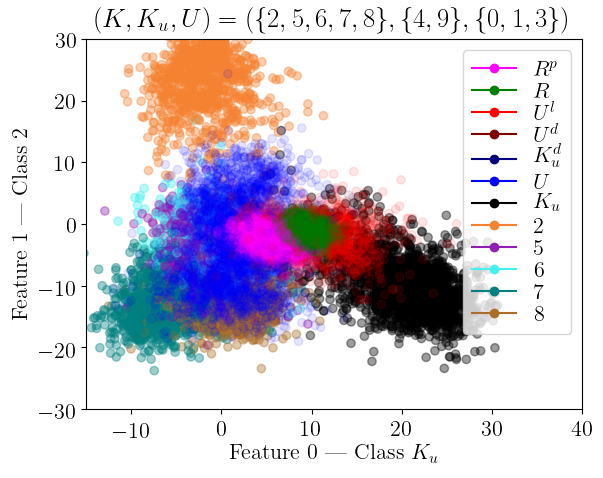 (K, K_u, U) = ({2, 5, 6, 7, 8}, {4, 9}, {0, 1, 3})
30
20
10
0
−10
−20
−30
−10
0
10
20
30
40
Feature 1 — Class 2
Feature 0 — Class K_u
R^p
R
U^l
U^d
K_u^d
U
K_u
2
5
6
7
8